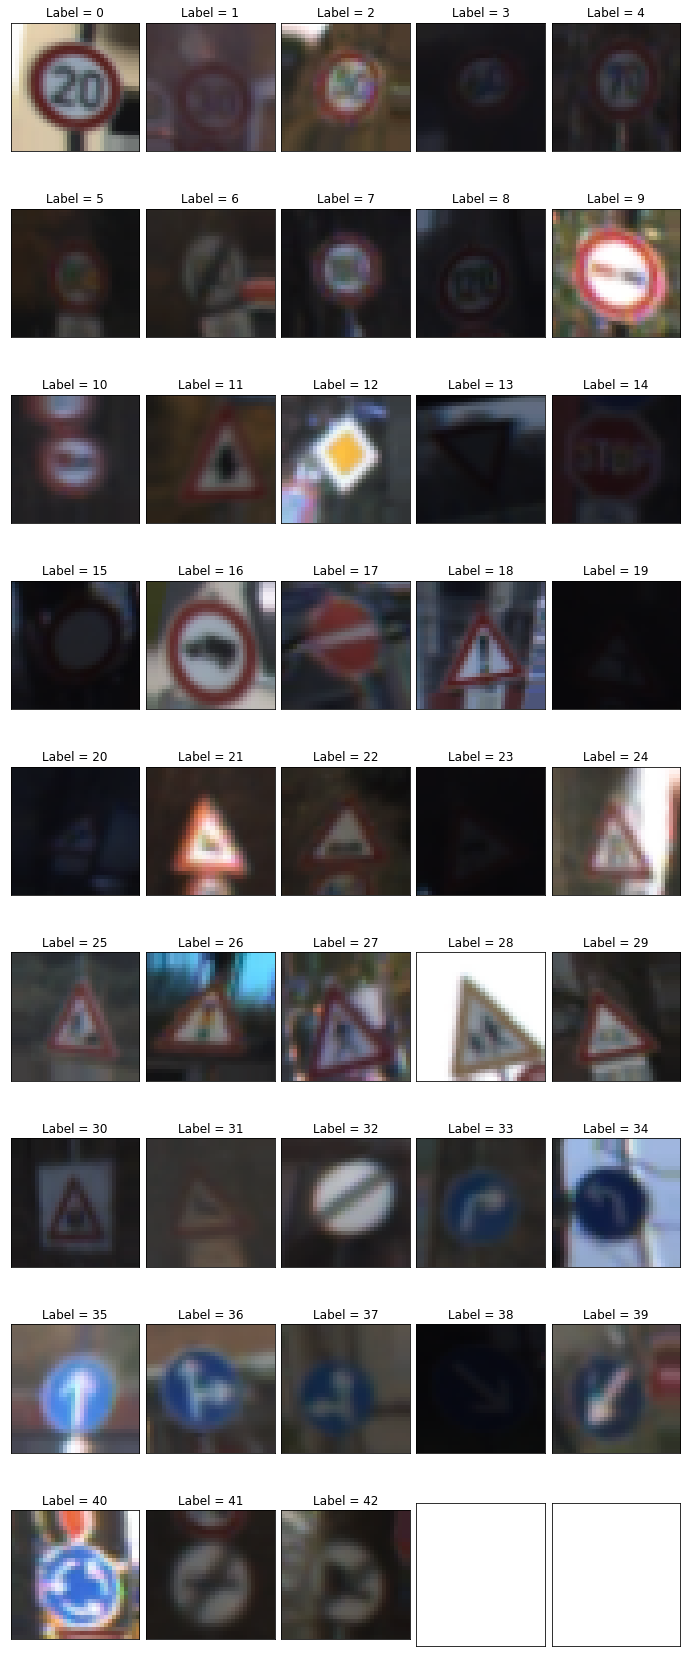 Label = 0 Label = 1 Label = 2 Label = 3 Label = 4
20
Label = 5 Label = 6 Label = 7 Label = 8 Label = 9
Label = 10 Label = 11 Label = 12 Label = 13 Label = 14
STOP
Label = 15 Label = 16 Label = 17 Label = 18 Label = 19
Label = 20 Label = 21 Label = 22 Label = 23 Label = 24
Label = 25 Label = 26 Label = 27 Label = 28 Label = 29
Label = 30 Label = 31 Label = 32 Label = 33 Label = 34
Label = 35 Label = 36 Label = 37 Label = 38 Label = 39
Label = 40 Label = 41 Label = 42